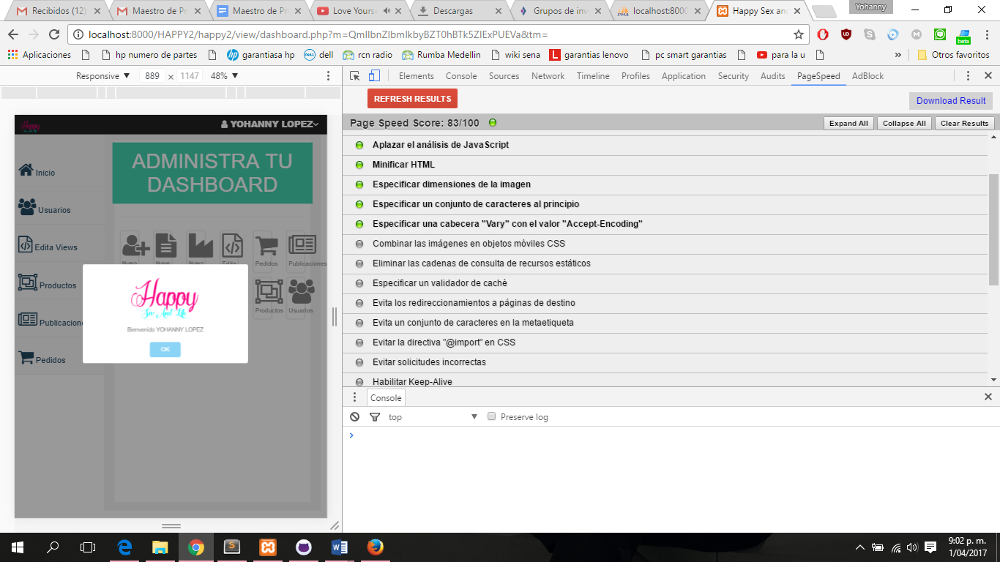 Recibidos (12)
Maestro de Pr
Maestro de Pr
Love Yourse
Descargas
Grupos de inv
localhost:8000
Happy Sex and
Yohanny
localhost:8000/HAPPY2/happy2/view/dashboard.php?m=QmllbnZlbmlkbyBZT0hBTk5ZIExPUEVa&tm=
Aplicaciones
hp numero de partes
garantiasa hp
dell
rcn radio
Rumba Medellin
wiki sena
garantias lenovo
pc smart garantias
para la u
»
Otros favoritos
beta
Responsive
889 × 1147
48%
Elements
Console
Sources
Network
Timeline
Profiles
Application
Security
Audits
PageSpeed
AdBlock
REFRESH RESULTS
Download Result
Page Speed Score: 83/100
Expand All
Collapse All
Clear Results
Aplazar el análisis de JavaScript
Minificar HTML
Especificar dimensiones de la imagen
Especificar un conjunto de caracteres al principio
Especificar una cabecera "Vary" con el valor "Accept-Encoding"
Combinar las imágenes en objetos móviles CSS
Eliminar las cadenas de consulta de recursos estáticos
Especificar un validador de caché
Evita los redireccionamientos a páginas de destino
Evita un conjunto de caracteres en la metaetiqueta
Evitar la directiva "@import" en CSS
Evitar solicitudes incorrectas
Habilitar Keep-Alive
Console
top
Preserve log
Happy
YOHANNY LOPEZ
Inicio
Usuarios
Edita Views
Productos
Publicacione
Pedidos
ADMINISTRA TU
DASHBOARD
Nuevo
Nuevo
Nuevo
Edita
Pedidos
Publicaciones
Productos
Usuarios
Happy
Sex And Life
Bienvenido YOHANNY LOPEZ
OK
9:02 p. m.
1/04/2017